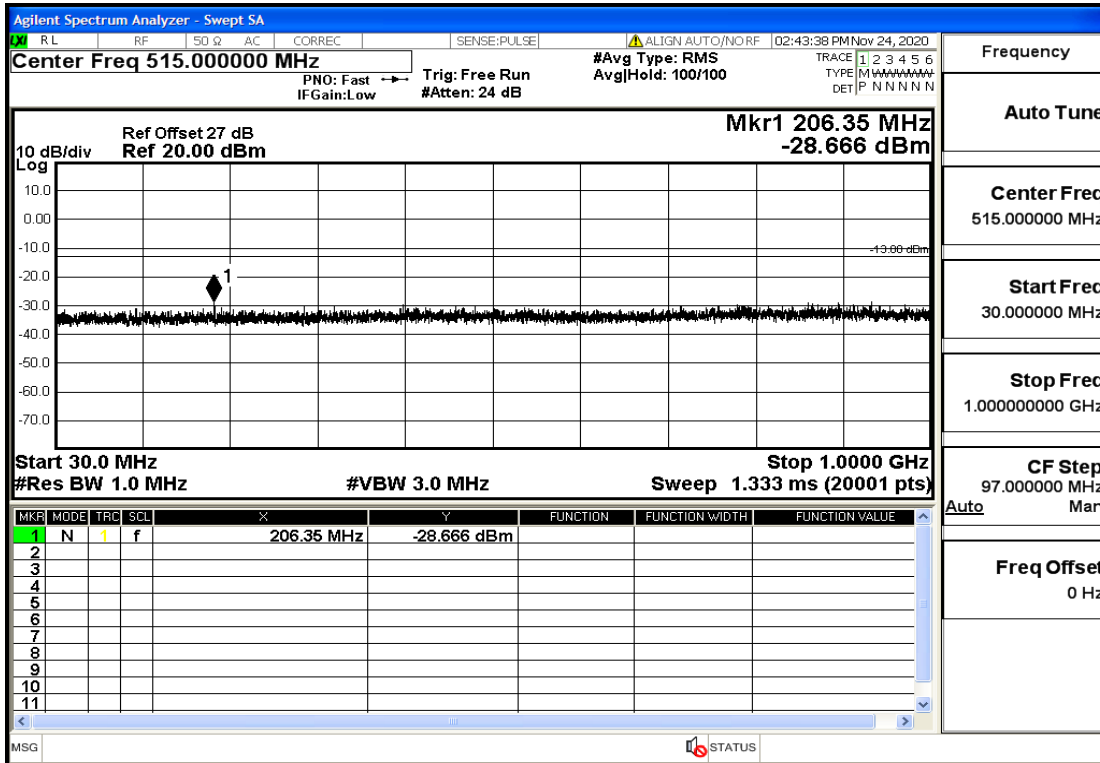 Agilent Spectrum Analyzer - Swept SA
LXI RL RF 50 Ω AC CORREC SENSE:PULSE ALIGN AUTO/NO RF 02:43:38 PM Nov 24, 2020
Center Freq 515.000000 MHz
PNO: Fast
IFGain:Low
Trig: Free Run
#Atten: 24 dB
#Avg Type: RMS
Avg|Hold: 100/100
TRACE 1 2 3 4 5 6
TYPE M WWWWW
DET P N N N N N
Ref Offset 27 dB
10 dB/div Ref 20.00 dBm
Log
Mkr1 206.35 MHz
-28.666 dBm
10.0
0.00
-10.0
-13.00 dBm
-20.0
1
-30.0
-40.0
-50.0
-60.0
-70.0
Start 30.0 MHz Stop 1.0000 GHz
#Res BW 1.0 MHz #VBW 3.0 MHz Sweep 1.333 ms (20001 pts)
MKR MODE TRC SCL X Y FUNCTION FUNCTION WIDTH FUNCTION VALUE
1 N 1 f 206.35 MHz -28.666 dBm
2
3
4
5
6
7
8
9
10
11
MSG STATUS
Frequency
Auto Tune
Center Freq
515.000000 MHz
Start Freq
30.000000 MHz
Stop Freq
1.000000000 GHz
CF Step
97.000000 MHz
Auto Man
Freq Offset
0 Hz